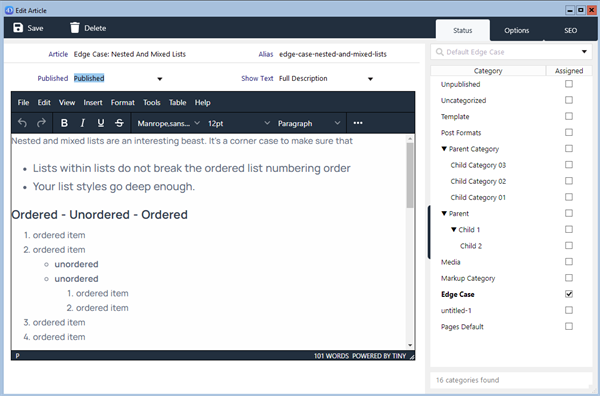 Edit Article
Save Delete Status Options SEO
Article Edge Case: Nested And Mixed Lists Alias edge-case-nested-and-mixed-lists
Published Published Show Text Full Description
File Edit View Insert Format Tools Table Help
B I U S Manrope,sans... 12pt Paragraph ...
Nested and mixed lists are an interesting beast. It's a corner case to make sure that
• Lists within lists do not break the ordered list numbering order
• Your list styles go deep enough.
Ordered - Unordered - Ordered
1. ordered item
2. ordered item
unordered
unordered
1. ordered item
2. ordered item
3. ordered item
4. ordered item
P 101 WORDS POWERED BY TINY
Default Edge Case
Category Assigned
Unpublished
Uncategorized
Template
Post Formats
Parent Category
Child Category 03
Child Category 02
Child Category 01
Parent
Child 1
Child 2
Media
Markup Category
Edge Case
untitled-1
Pages Default
16 categories found